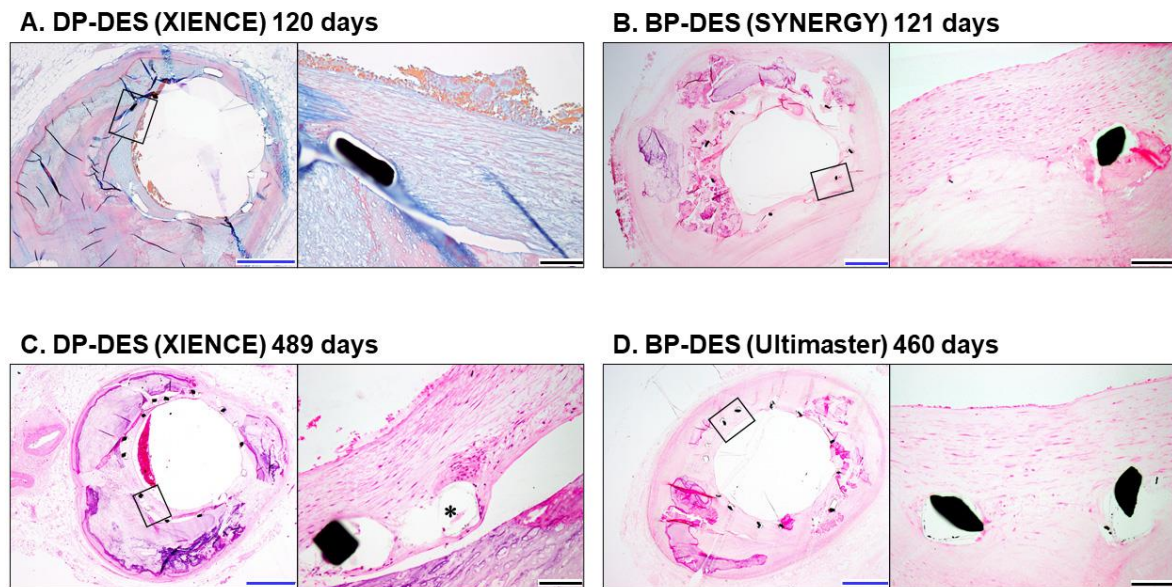 A. DP-DES (XIENCE) 120 days
B. BP-DES (SYNERGY) 121 days
C. DP-DES (XIENCE) 489 days
*
D. BP-DES (Ultimaster) 460 days